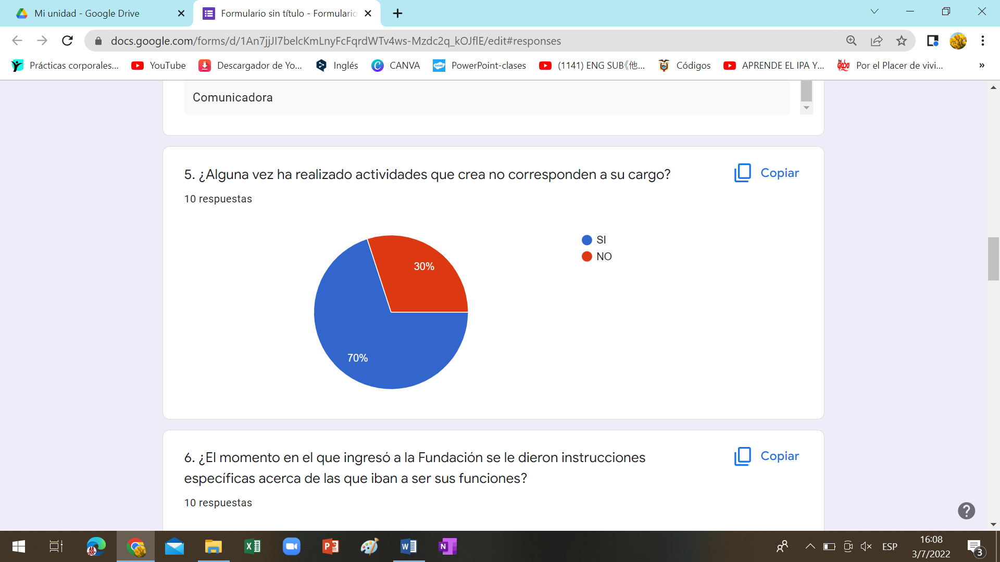 Mi unidad - Google Drive
Formulario sin título - Formulario
docs.google.com/forms/d/1An7jjJI7belcKmLnyFcFqrdWTv4ws-Mzdc2q_kOJflE/edit#responses
Prácticas corporales...
YouTube
Descargador de Yo...
Inglés
CANVA
PowerPoint-clases
(1141) ENG SUB《他...
Códigos
APRENDE EL IPA Y...
Por el Placer de vivi...
»
Comunicadora
5. ¿Alguna vez ha realizado actividades que crea no corresponden a su cargo?
Copiar
10 respuestas
SI
NO
30%
70%
6. ¿El momento en el que ingresó a la Fundación se le dieron instrucciones
específicas acerca de las que iban a ser sus funciones?
Copiar
10 respuestas
ESP
16:08
3/7/2022
3